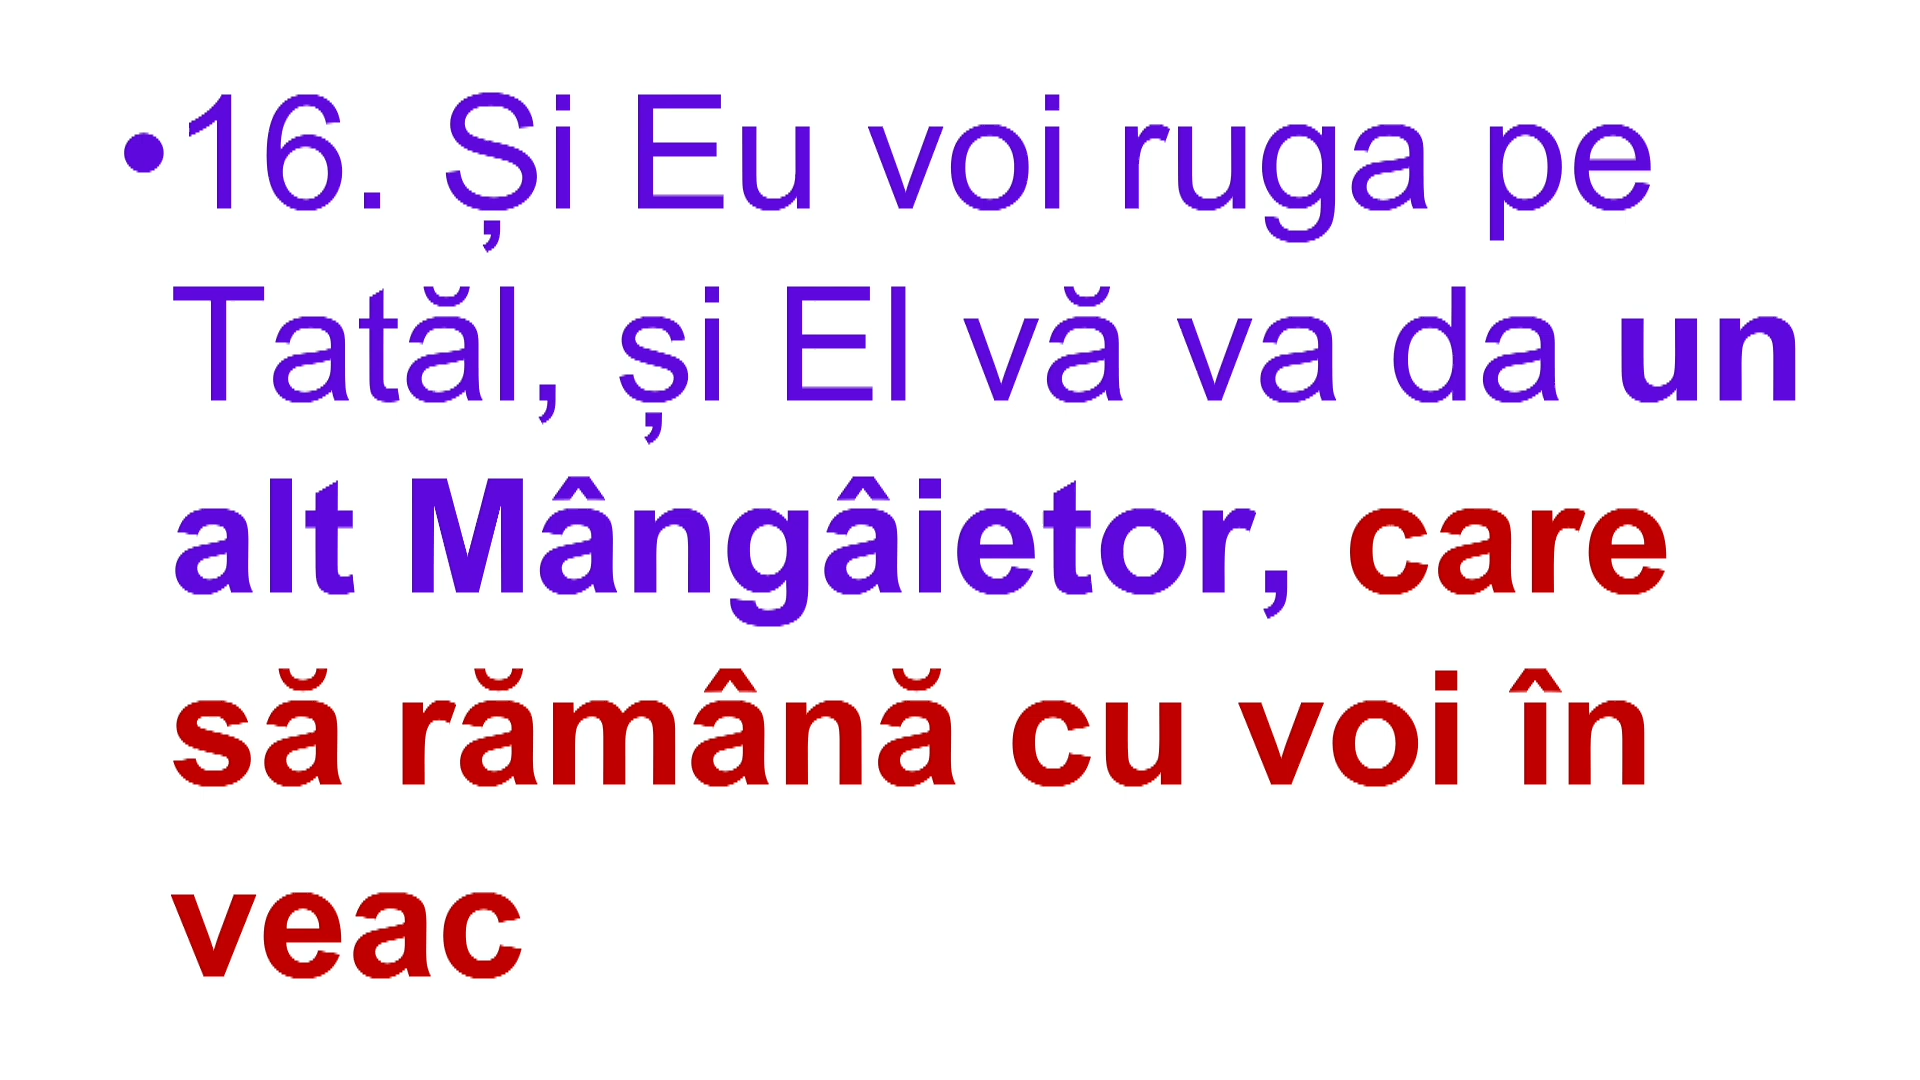 •16. Și Eu voi ruga pe
Tatăl, și El vă va da un
alt Mângâietor, care
să rămână cu voi în
veac